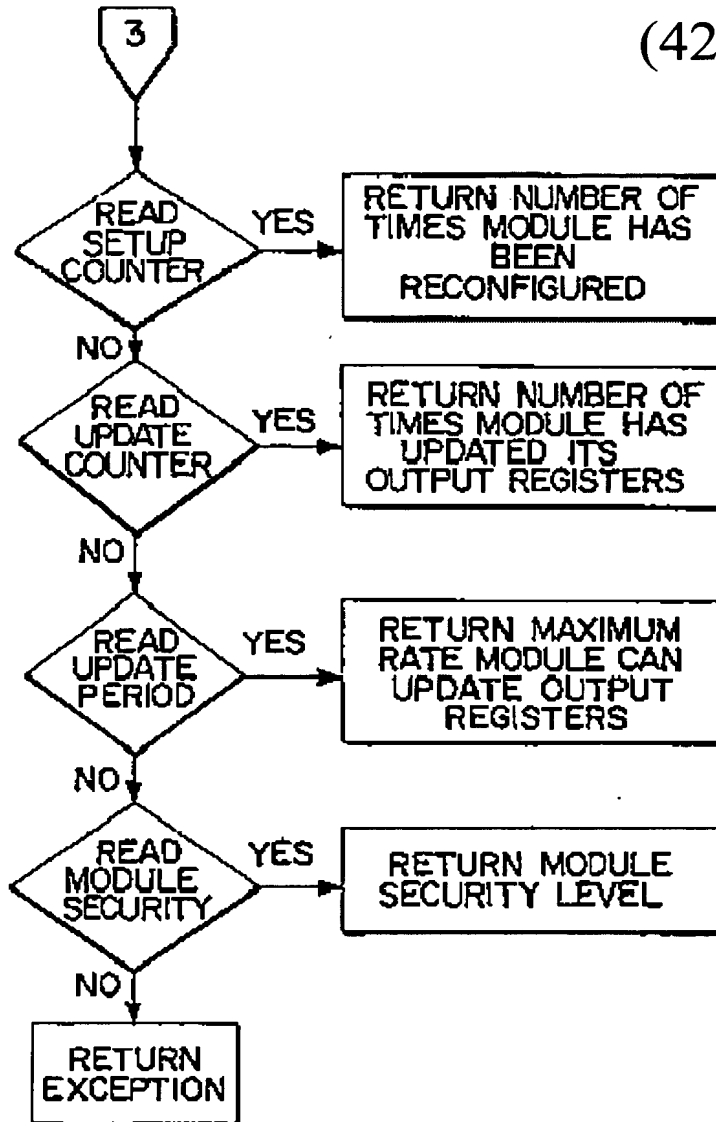 3
(42
READ
SETUP
COUNTER
YES
RETURN NUMBER OF
TIMES MODULE HAS
BEEN
RECONFIGURED
NO
READ
UPDATE
COUNTER
YES
RETURN NUMBER OF
TIMES MODULE HAS
UPDATED ITS
OUTPUT REGISTERS
NO
READ
UPDATE
PERIOD
YES
RETURN MAXIMUM
RATE MODULE CAN
UPDATE OUTPUT
REGISTERS
NO
READ
MODULE
SECURITY
YES
RETURN MODULE
SECURITY LEVEL
NO
RETURN
EXCEPTION